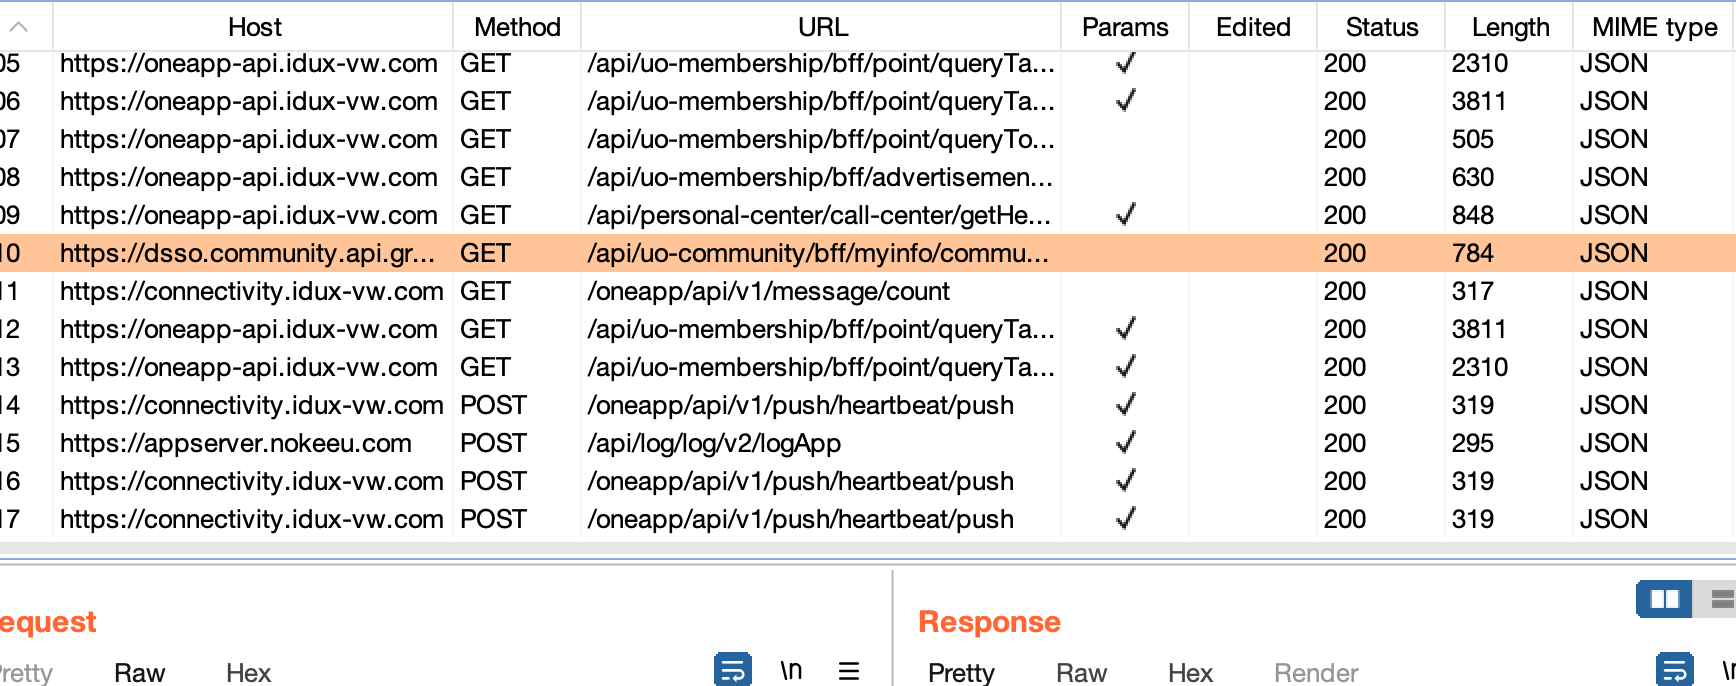 Host Method URL Params Edited Status Length MIME type
05 https://oneapp-api.idux-vw.com GET /api/uo-membership/bff/point/queryTa... ✓ 200 2310 JSON
06 https://oneapp-api.idux-vw.com GET /api/uo-membership/bff/point/queryTa... ✓ 200 3811 JSON
07 https://oneapp-api.idux-vw.com GET /api/uo-membership/bff/point/queryTo... 200 505 JSON
08 https://oneapp-api.idux-vw.com GET /api/uo-membership/bff/advertisemen... 200 630 JSON
09 https://oneapp-api.idux-vw.com GET /api/personal-center/call-center/getHe... ✓ 200 848 JSON
10 https://dsso.community.api.gr... GET /api/uo-community/bff/myinfo/commu... 200 784 JSON
11 https://connectivity.idux-vw.com GET /oneapp/api/v1/message/count 200 317 JSON
12 https://oneapp-api.idux-vw.com GET /api/uo-membership/bff/point/queryTa... ✓ 200 3811 JSON
13 https://oneapp-api.idux-vw.com GET /api/uo-membership/bff/point/queryTa... ✓ 200 2310 JSON
14 https://connectivity.idux-vw.com POST /oneapp/api/v1/push/heartbeat/push ✓ 200 319 JSON
15 https://appserver.nokeeu.com POST /api/log/log/v2/logApp ✓ 200 295 JSON
16 https://connectivity.idux-vw.com POST /oneapp/api/v1/push/heartbeat/push ✓ 200 319 JSON
17 https://connectivity.idux-vw.com POST /oneapp/api/v1/push/heartbeat/push ✓ 200 319 JSON
equest Response
retty Raw Hex \n Pretty Raw Hex Render \n